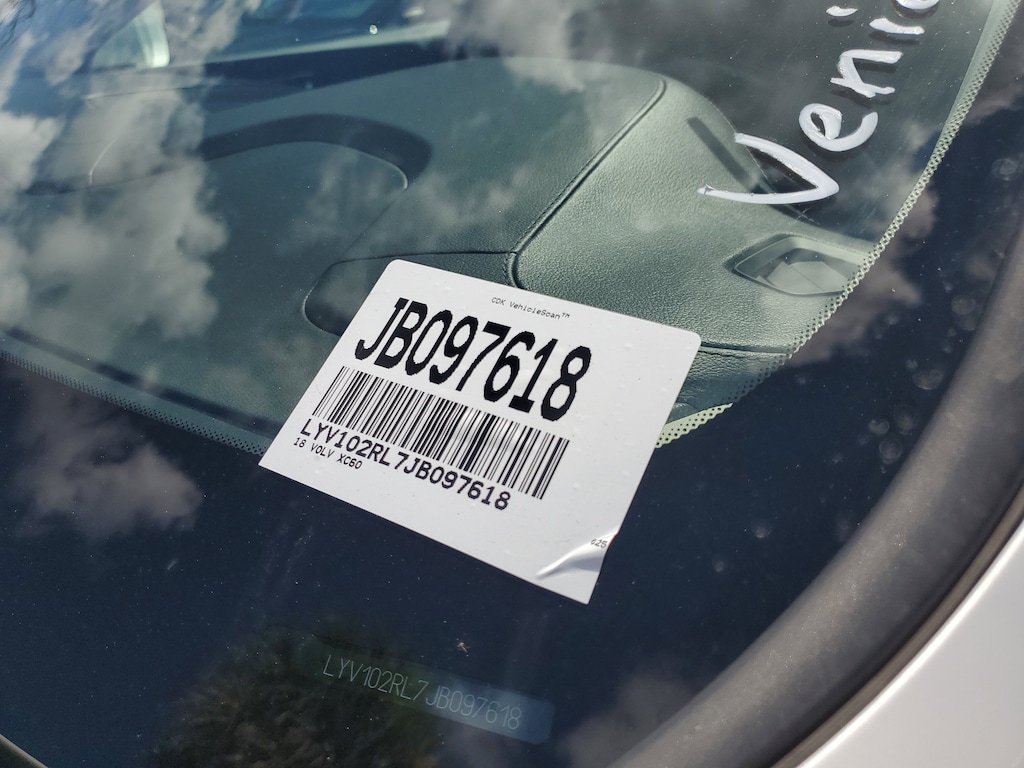 Venic
CDK VehicleScan™
JB097618
LYV102RL7JB097618
18 VOLV XC60
LYV102RL7JB097618